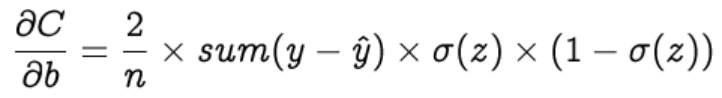 ∂C/∂b = 2/n × sum(y − ŷ) × σ(z) × (1 − σ(z))